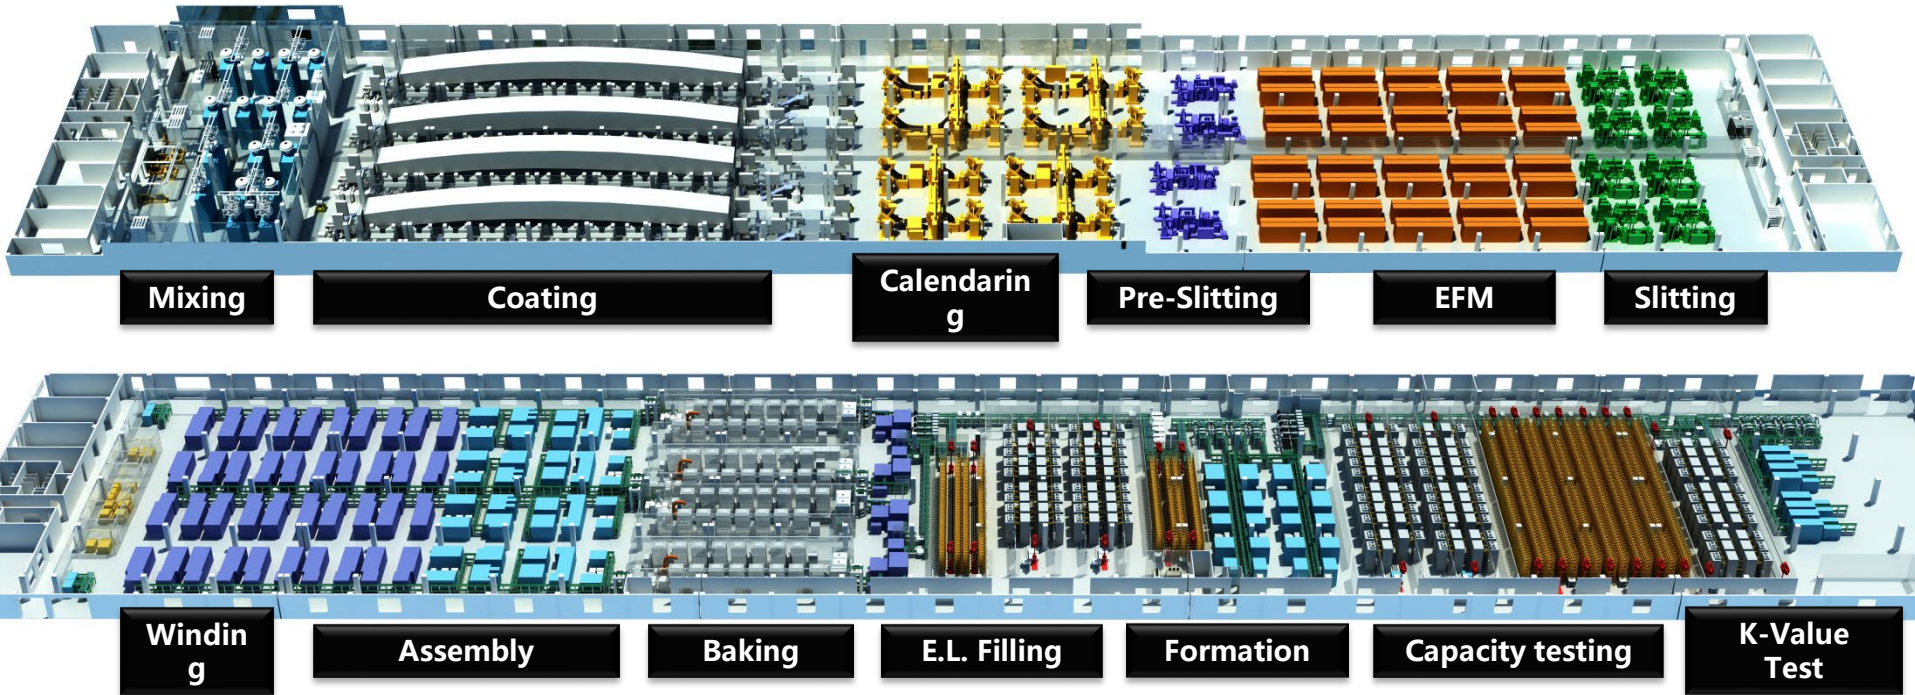 Mixing
Coating
Calendarin
g
Pre-Slitting
EFM
Slitting
Windin
g
Assembly
Baking
E.L. Filling
Formation
Capacity testing
K-Value
Test